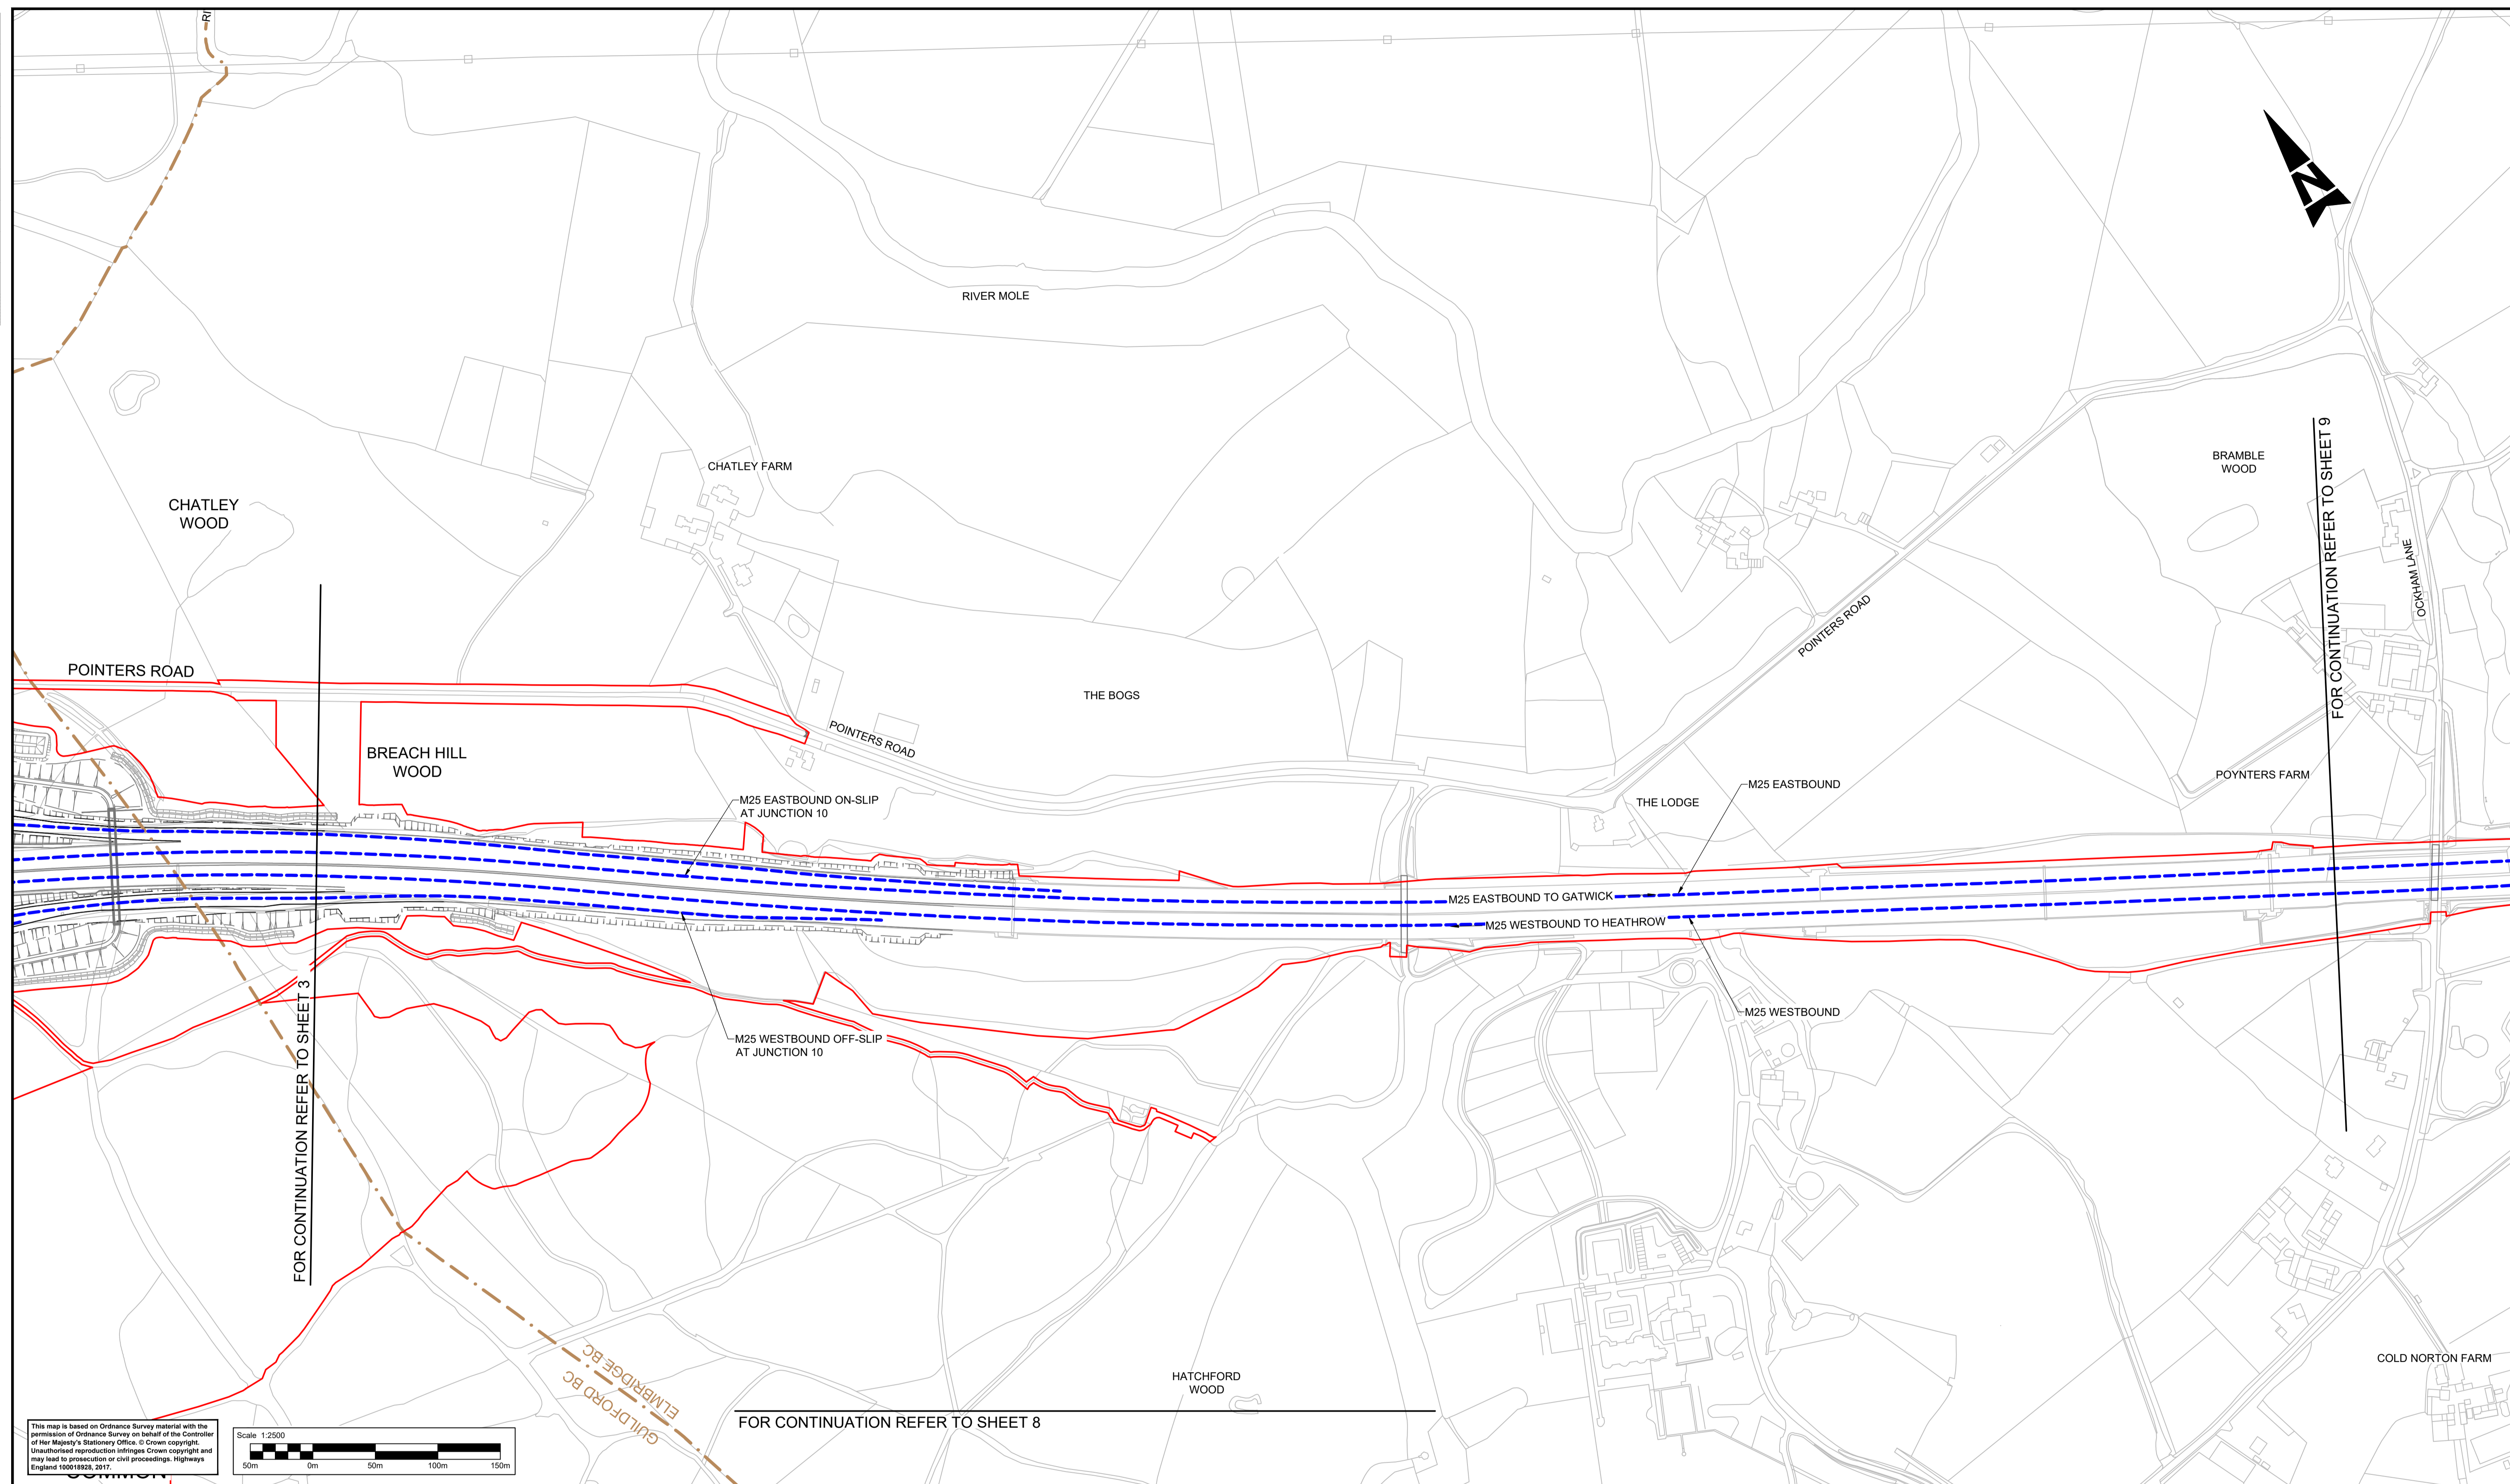 RI
N
RIVER MOLE
CHATLEY FARM
BRAMBLE
WOOD
CHATLEY
WOOD
FOR CONTINUATION REFER TO SHEET 9
OCKHAM LANE
POINTERS ROAD
POINTERS ROAD
THE BOGS
POINTERS ROAD
BREACH HILL
WOOD
POYNTERS FARM
M25 EASTBOUND
M25 EASTBOUND ON-SLIP
AT JUNCTION 10
THE LODGE
M25 EASTBOUND TO GATWICK
M25 WESTBOUND TO HEATHROW
M25 WESTBOUND
M25 WESTBOUND OFF-SLIP
AT JUNCTION 10
FOR CONTINUATION REFER TO SHEET 3
ELMBRIDGE BC
GUILDFORD BC
HATCHFORD
WOOD
COLD NORTON FARM
FOR CONTINUATION REFER TO SHEET 8
This map is based on Ordnance Survey material with the
permission of Ordnance Survey on behalf of the Controller
of Her Majesty's Stationery Office. © Crown copyright.
Unauthorised reproduction infringes Crown copyright and
may lead to prosecution or civil proceedings. Highways
England 100018928, 2017.
COMMON
Scale 1:2500
50m 0m 50m 100m 150m